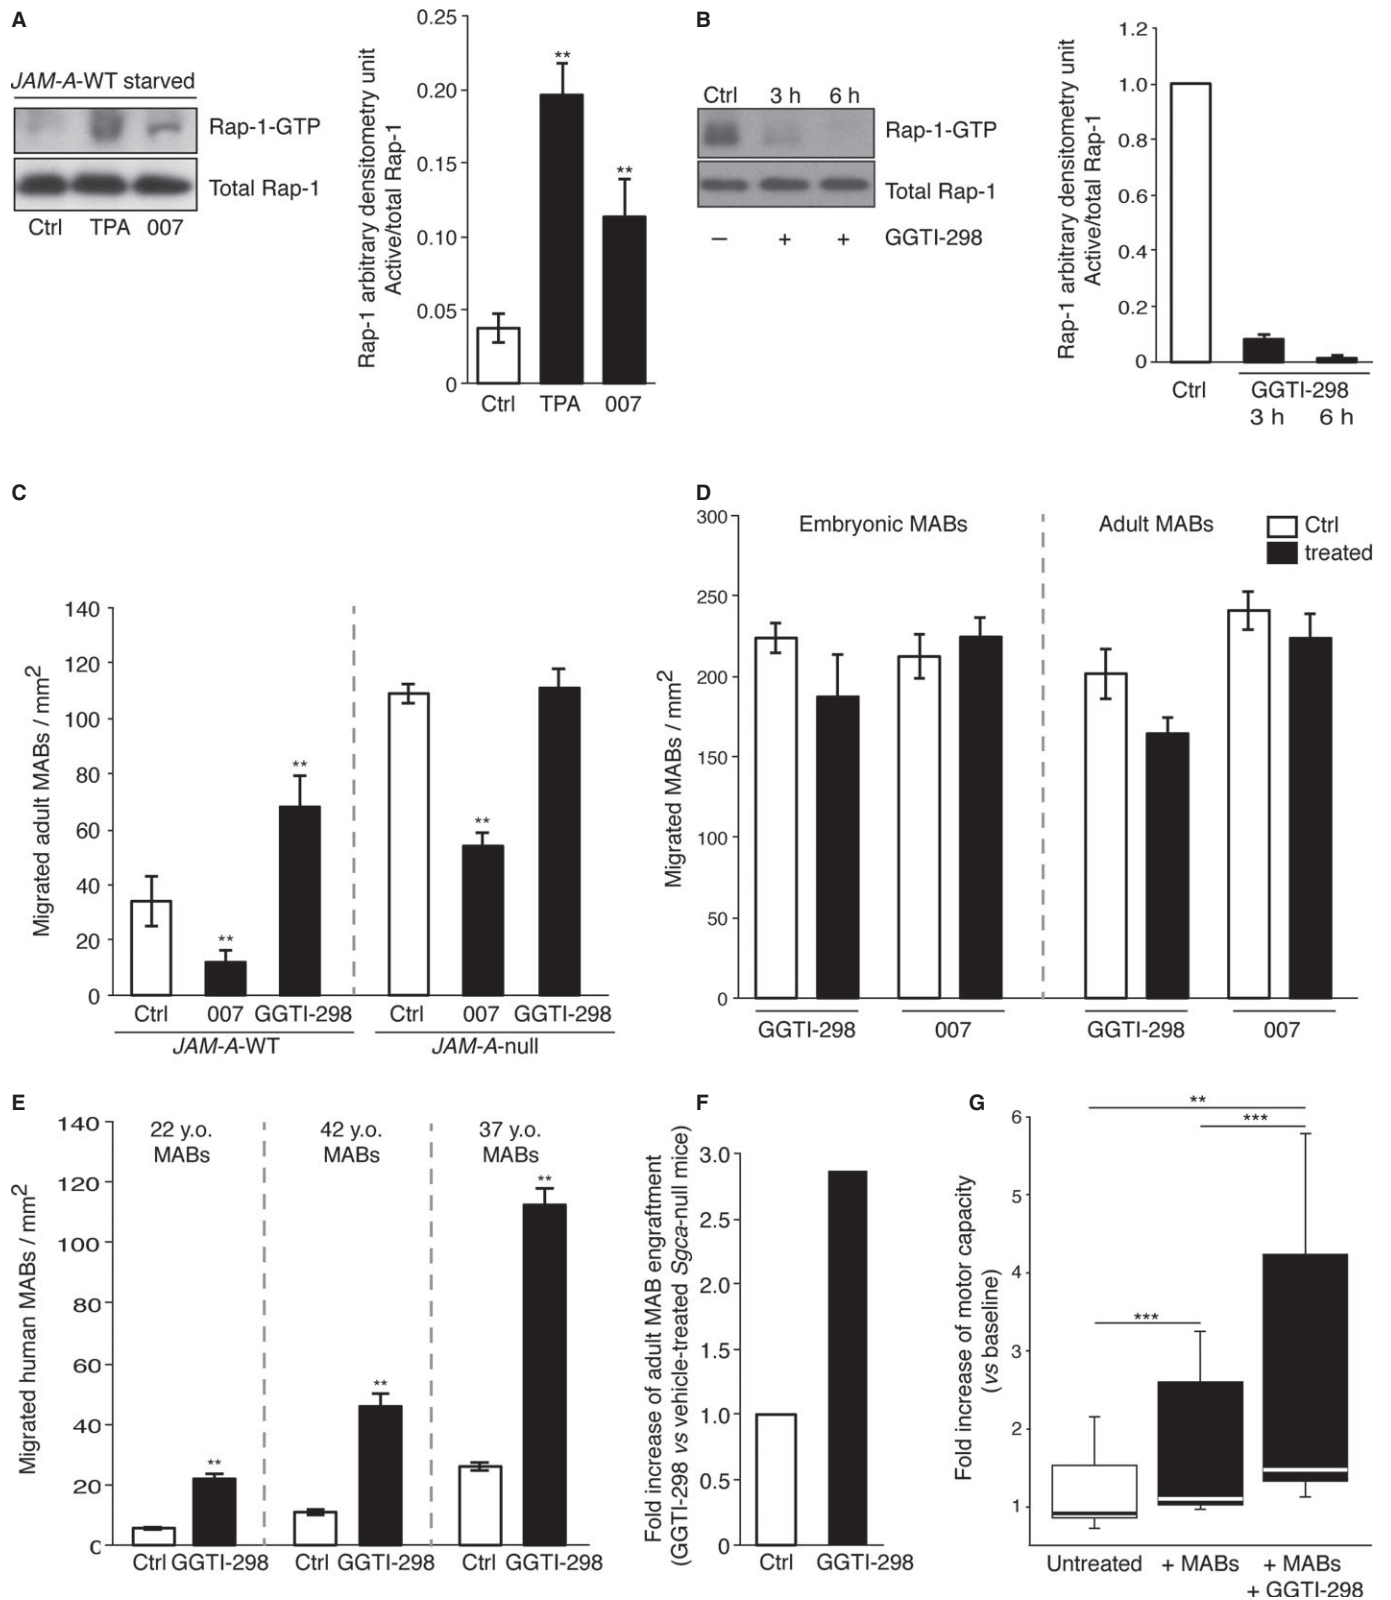 A
JAM-A-WT starved
Rap-1-GTP
Total Rap-1
Ctrl TPA 007
Rap-1 arbitrary densitometry unit
Active/total Rap-1
0.25
0.20
0.15
0.10
0.05
0
**
**
Ctrl TPA 007
B
Ctrl 3 h 6 h
Rap-1-GTP
Total Rap-1
– + + GGTI-298
Rap-1 arbitrary densitometry unit
Active/total Rap-1
1.2
1.0
0.8
0.6
0.4
0.2
0
Ctrl GGTI-298
3 h 6 h
C
Migrated adult MABs / mm2
140
120
100
80
60
40
20
0
**
**
**
Ctrl 007 GGTI-298 Ctrl 007 GGTI-298
JAM-A-WT JAM-A-null
D
Migrated MABs / mm2
300
250
200
150
100
50
0
Embryonic MABs Adult MABs
Ctrl
treated
GGTI-298 007 GGTI-298 007
E
Migrated human MABs / mm2
140
120
100
80
60
40
20
0
22 y.o.
MABs
42 y.o.
MABs
37 y.o.
MABs
**
**
**
Ctrl GGTI-298 Ctrl GGTI-298 Ctrl GGTI-298
F
Fold increase of adult MAB engraftment
(GGTI-298 vs vehicle-treated Sgca-null mice)
3.0
2.5
2.0
1.5
1.0
0.5
0
Ctrl GGTI-298
G
Fold increase of motor capacity
(vs baseline)
6
5
4
3
2
1
**
***
***
Untreated + MABs + MABs
+ GGTI-298